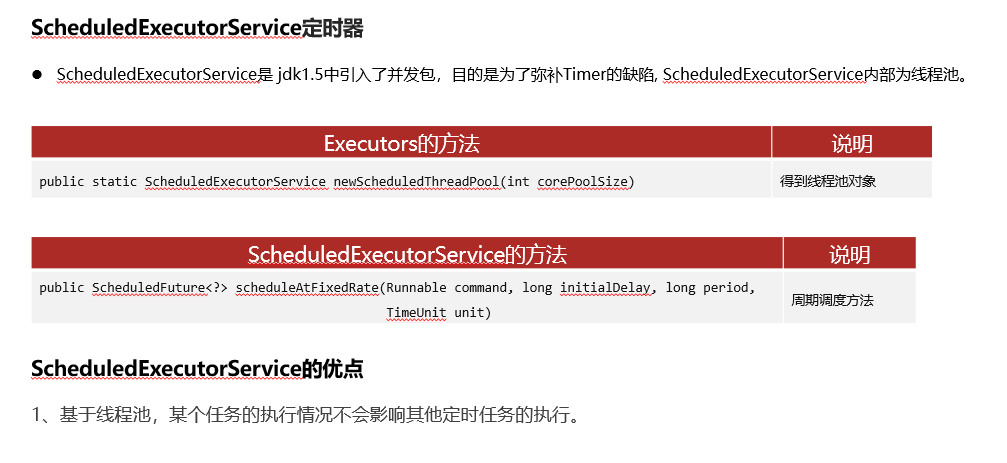 ScheduledExecutorService定时器
● ScheduledExecutorService是 jdk1.5中引入了并发包，目的是为了弥补Timer的缺陷, ScheduledExecutorService内部为线程池。
Executors的方法 说明
public static ScheduledExecutorService newScheduledThreadPool(int corePoolSize) 得到线程池对象
ScheduledExecutorService的方法 说明
public ScheduledFuture<?> scheduleAtFixedRate(Runnable command, long initialDelay, long period,
TimeUnit unit) 周期调度方法
ScheduledExecutorService的优点
1、基于线程池，某个任务的执行情况不会影响其他定时任务的执行。